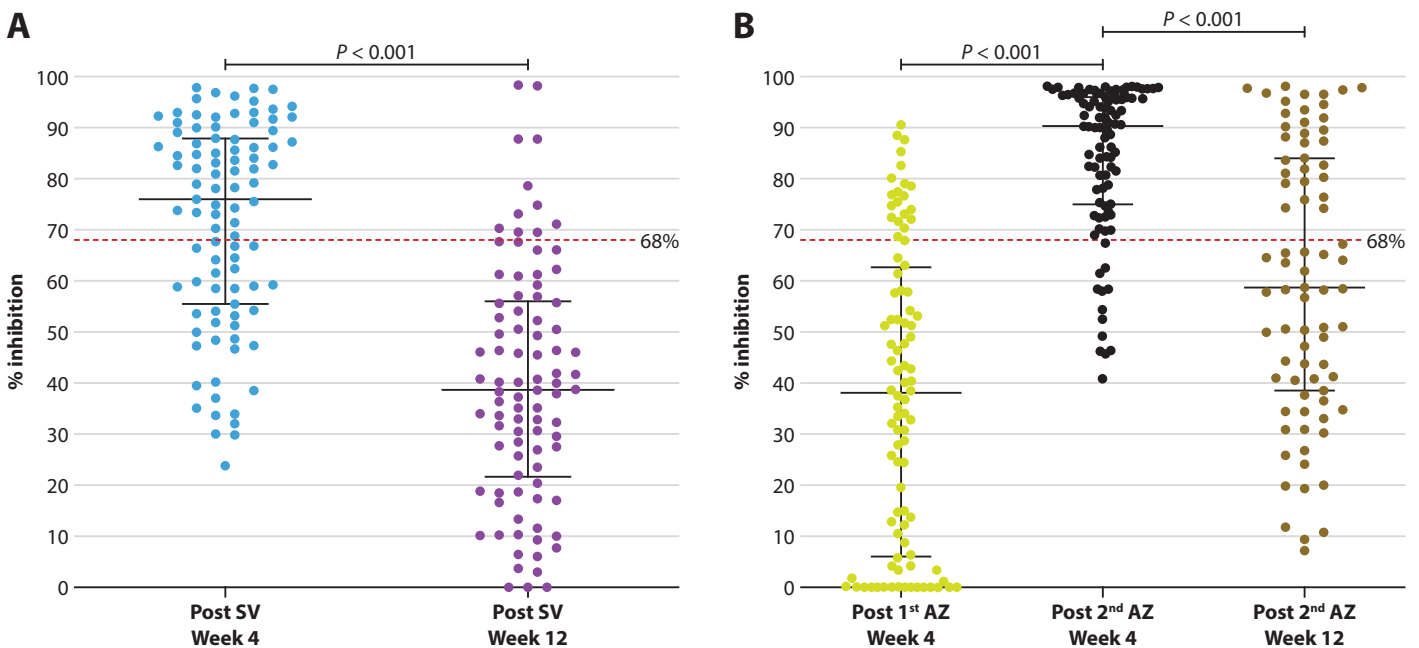 A
P < 0.001
100
90
80
70
60
50
40
30
20
10
0
% inhibition
68%
Post SV
Week 4
Post SV
Week 12
B
P < 0.001
P < 0.001
100
90
80
70
60
50
40
30
20
10
0
% inhibition
68%
Post 1st AZ
Week 4
Post 2nd AZ
Week 4
Post 2nd AZ
Week 12